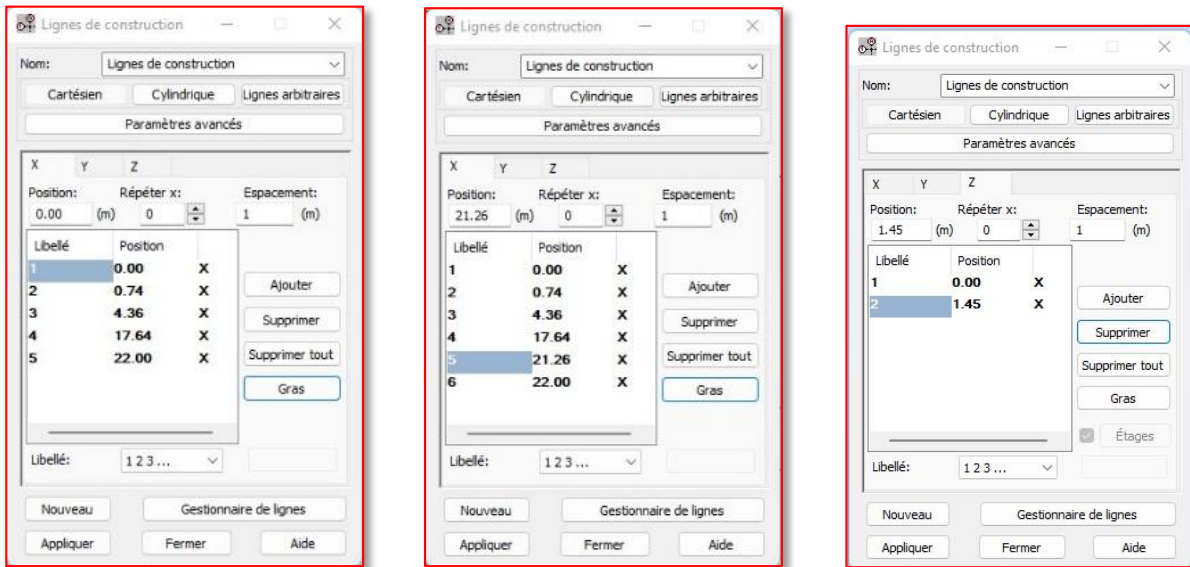 Lignes de construction
Nom: Lignes de construction
Cartésien Cylindrique Lignes arbitraires
Paramètres avancés
X Y Z
Position: Répéter x: Espacement:
0.00 (m) 0 1 (m)
Libellé Position
1 0.00 X
2 0.74 X
3 4.36 X
4 17.64 X
5 22.00 X
Ajouter
Supprimer
Supprimer tout
Gras
Libellé: 1 2 3 ...
Nouveau Gestionnaire de lignes
Appliquer Fermer Aide
Lignes de construction
Nom: Lignes de construction
Cartésien Cylindrique Lignes arbitraires
Paramètres avancés
X Y Z
Position: Répéter x: Espacement:
21.26 (m) 0 1 (m)
Libellé Position
1 0.00 X
2 0.74 X
3 4.36 X
4 17.64 X
5 21.26 X
6 22.00 X
Ajouter
Supprimer
Supprimer tout
Gras
Libellé: 1 2 3 ...
Nouveau Gestionnaire de lignes
Appliquer Fermer Aide
Lignes de construction
Nom: Lignes de construction
Cartésien Cylindrique Lignes arbitraires
Paramètres avancés
X Y Z
Position: Répéter x: Espacement:
1.45 (m) 0 1 (m)
Libellé Position
1 0.00 X
2 1.45 X
Ajouter
Supprimer
Supprimer tout
Gras
Étages
Libellé: 1 2 3 ...
Nouveau Gestionnaire de lignes
Appliquer Fermer Aide